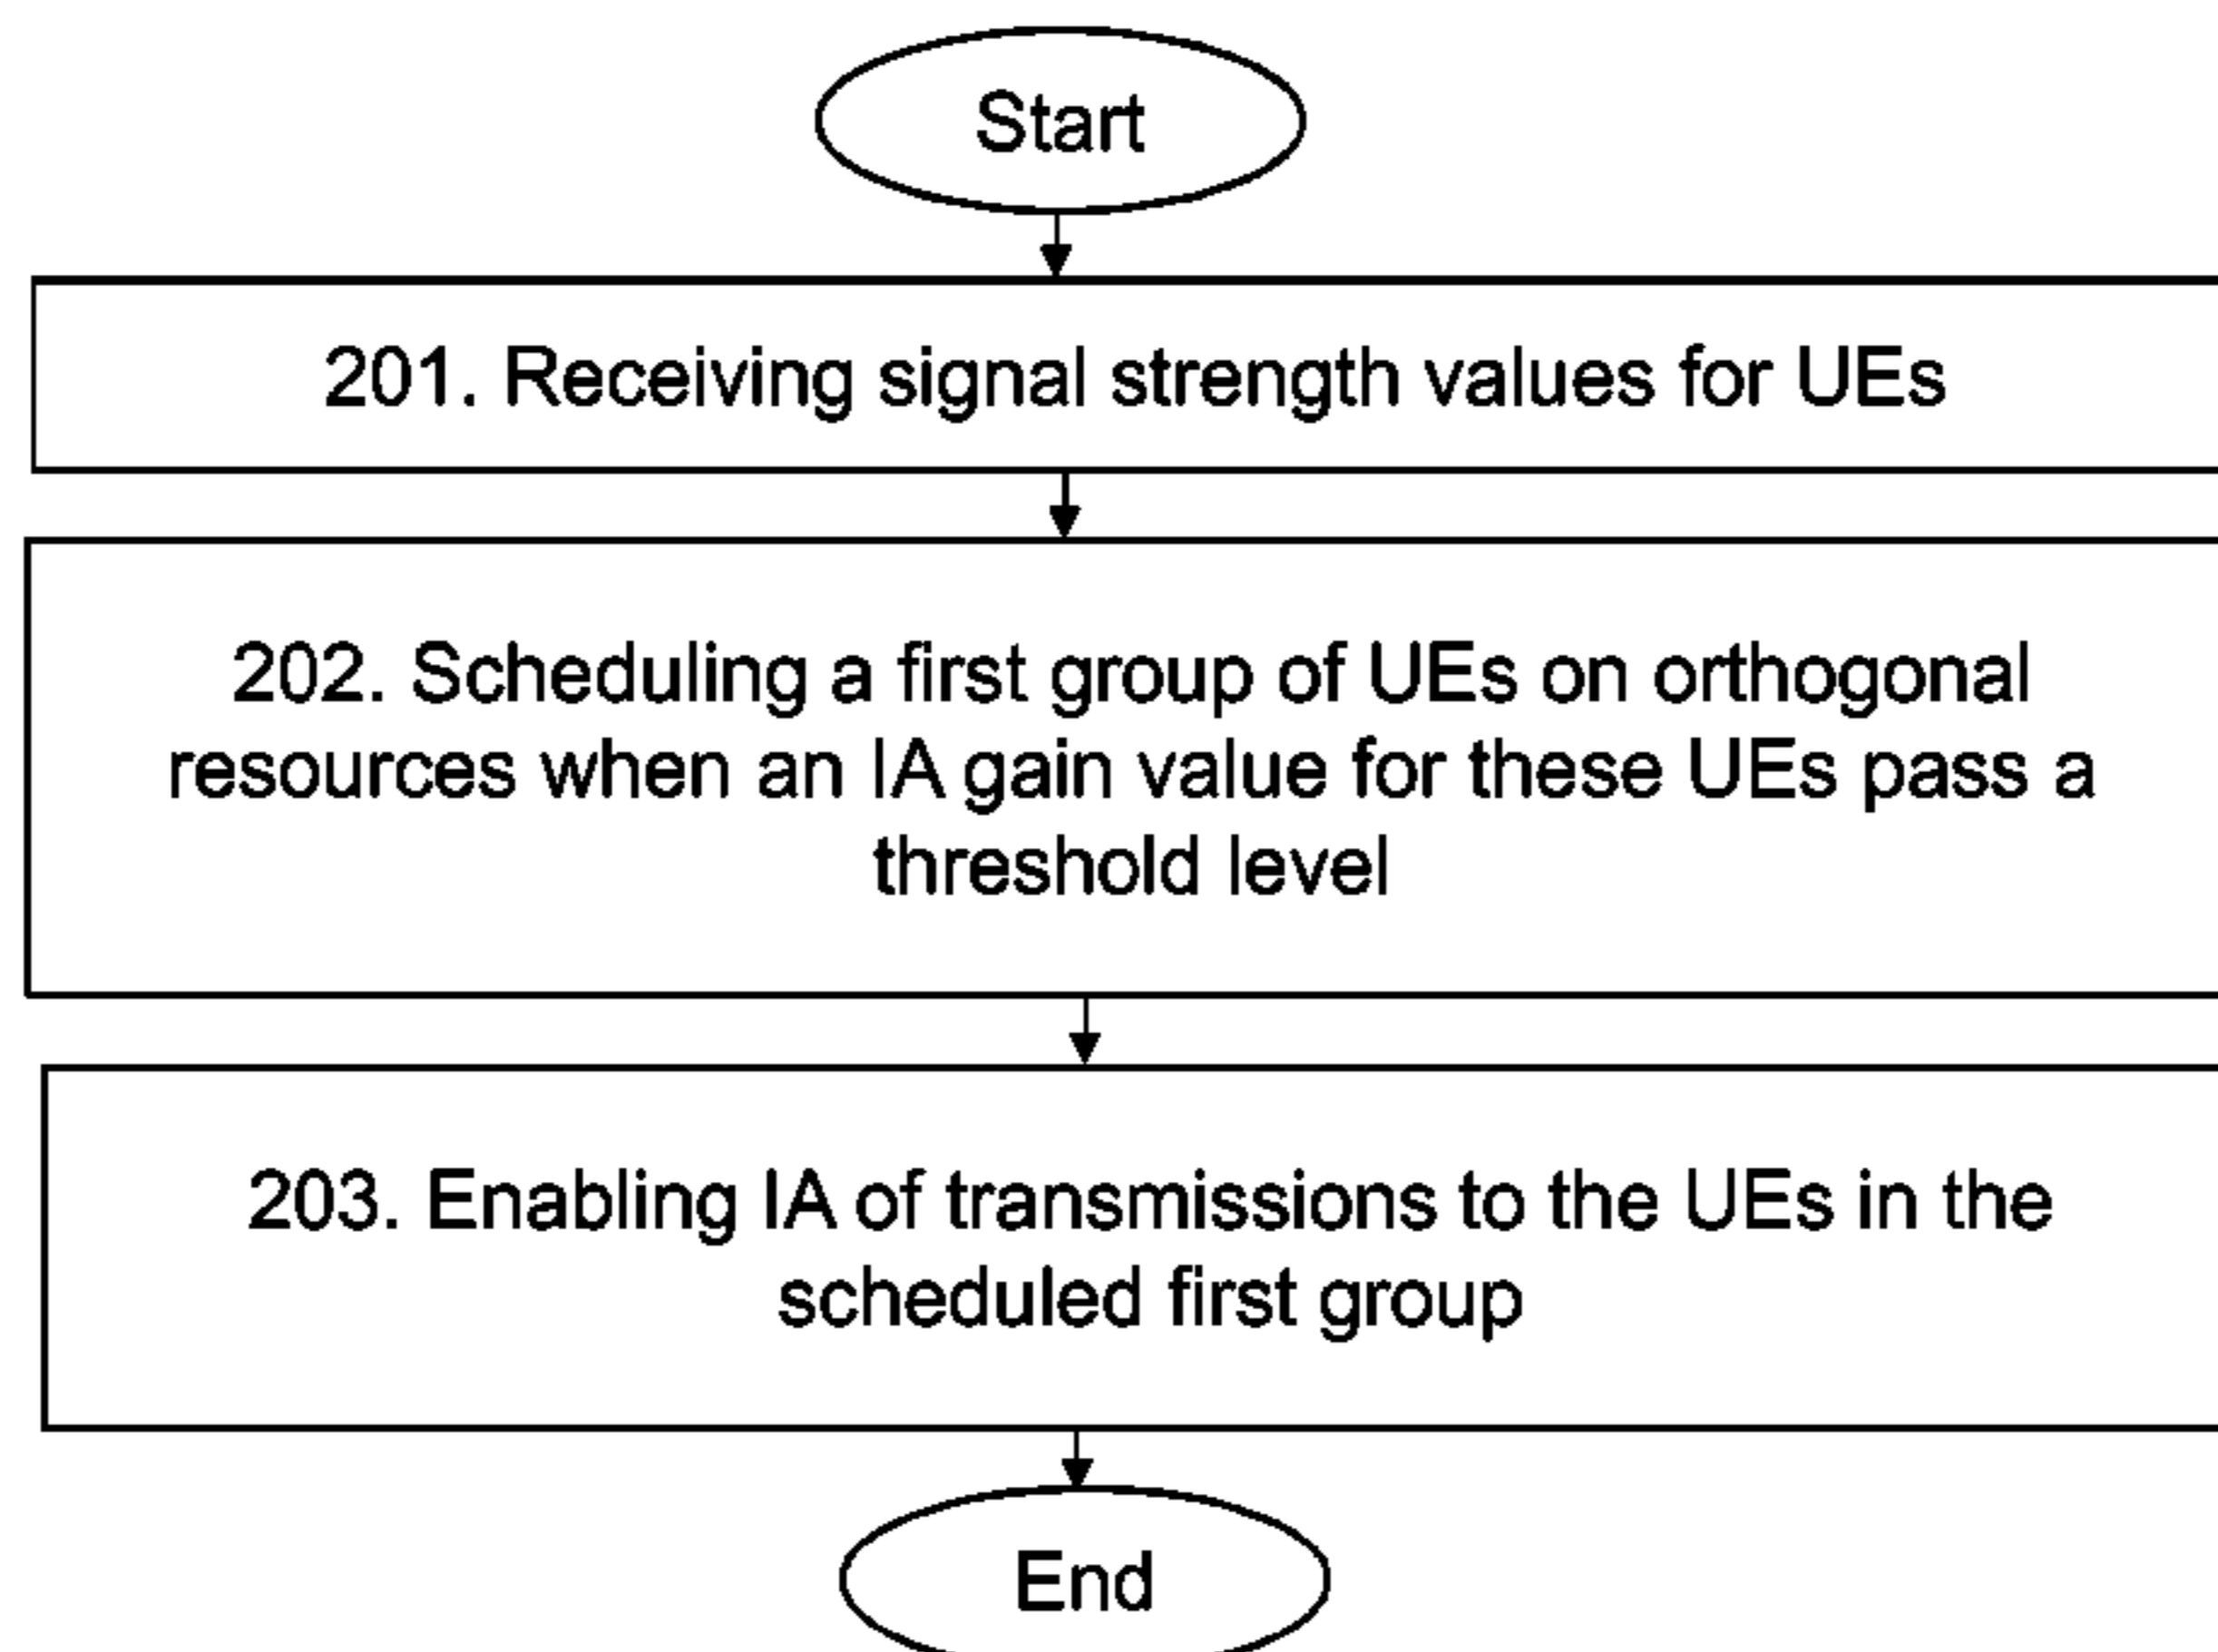 Start
201. Receiving signal strength values for UEs
202. Scheduling a first group of UEs on orthogonal
resources when an IA gain value for these UEs pass a
threshold level
203. Enabling IA of transmissions to the UEs in the
scheduled first group
End